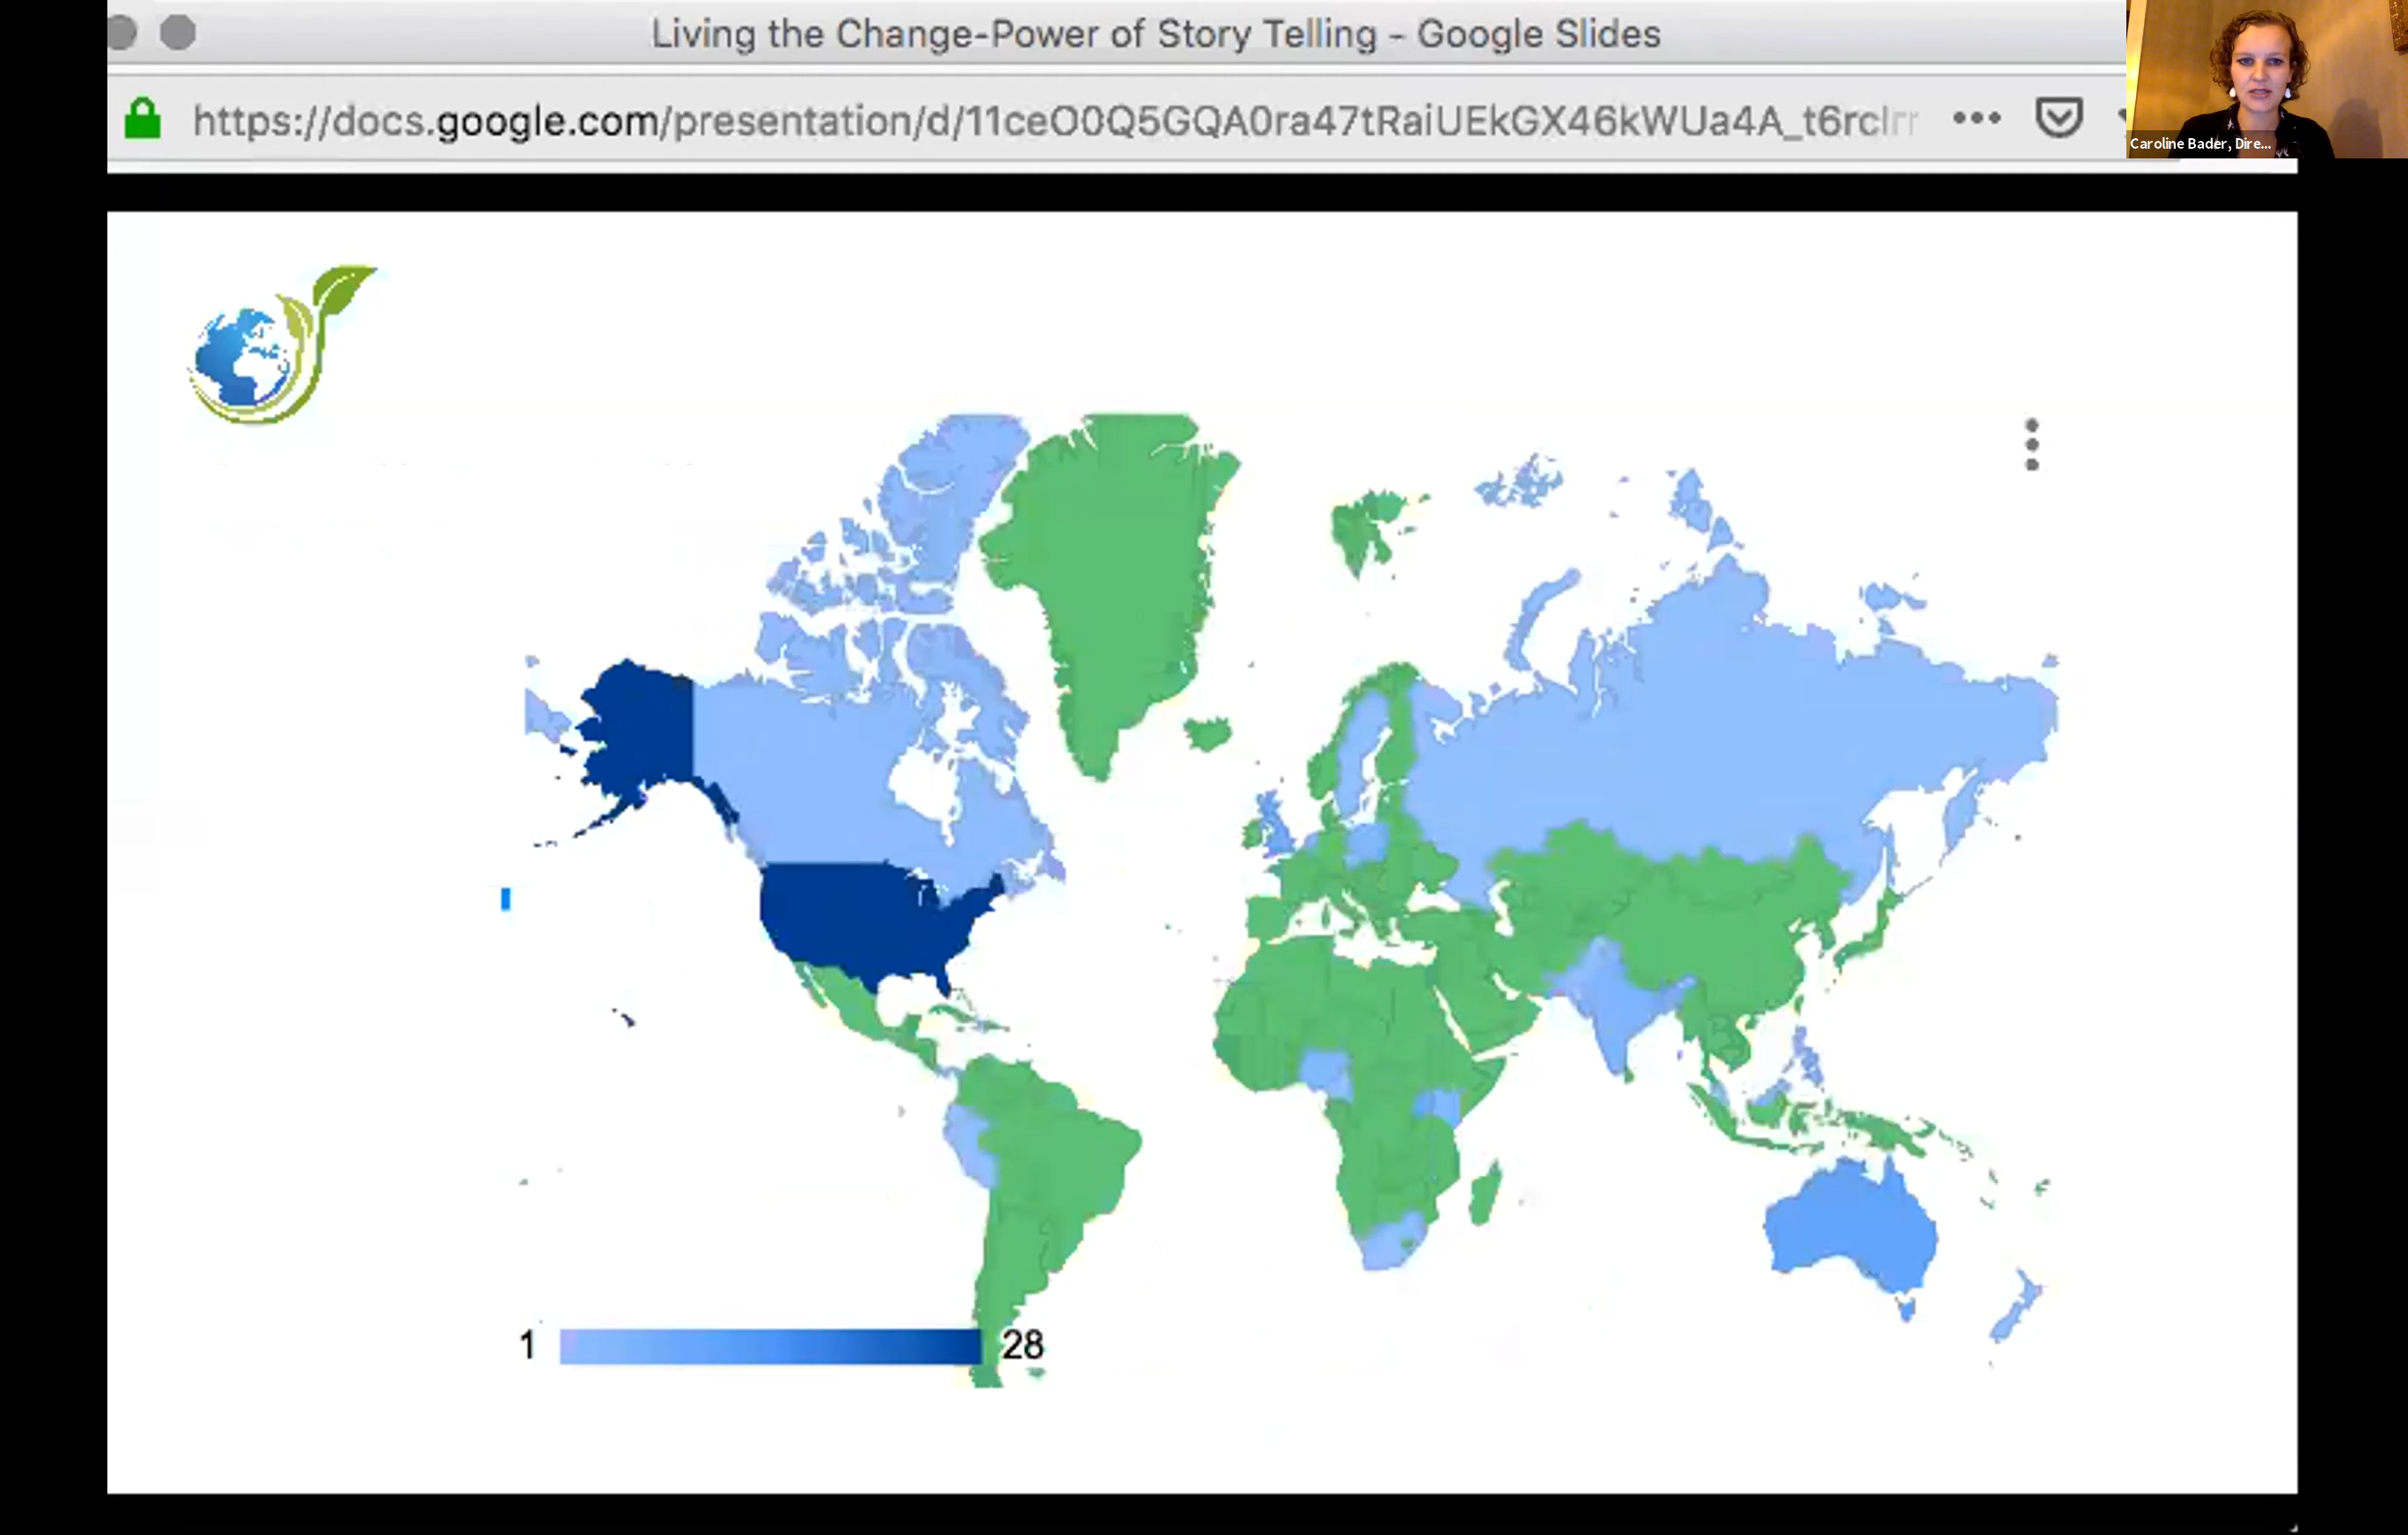 Living the Change-Power of Story Telling – Google Slides
https://docs.google.com/presentation/d/11ceO0Q5GQA0ra47tRaiUEkGX46kWUa4A_t6rcIrr
Caroline Bader, Dire...
1
28